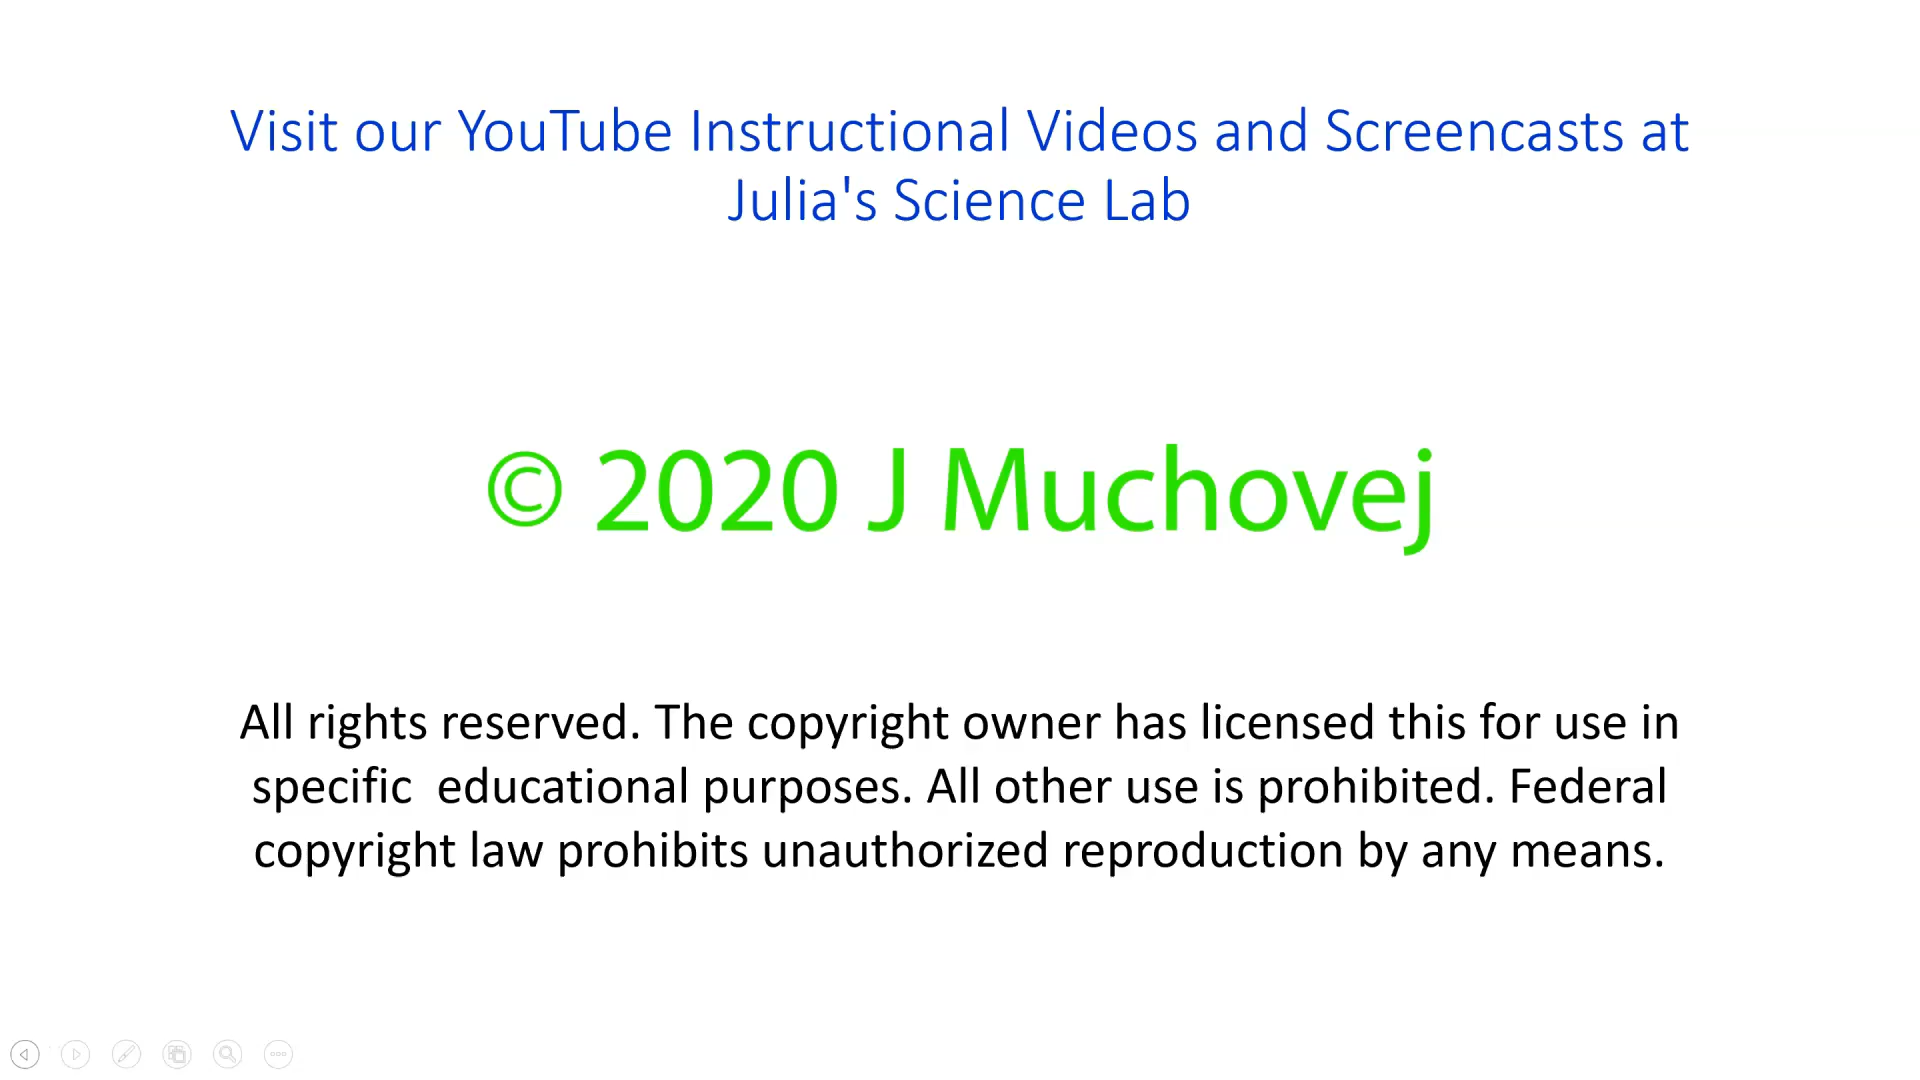 Visit our YouTube Instructional Videos and Screencasts at
Julia's Science Lab
© 2020 J Muchovej
All rights reserved. The copyright owner has licensed this for use in
specific  educational purposes. All other use is prohibited. Federal
copyright law prohibits unauthorized reproduction by any means.